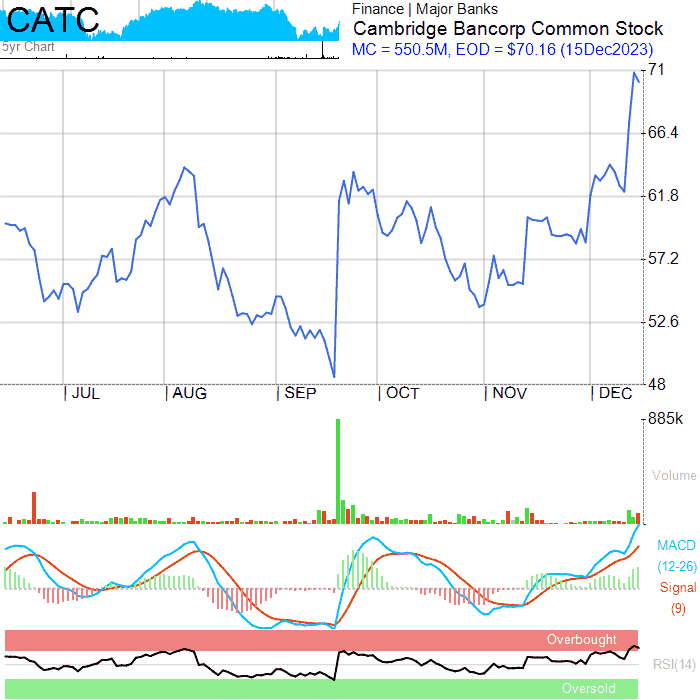 CATC
5yr Chart
Finance | Major Banks
Cambridge Bancorp Common Stock
MC = 550.5M, EOD = $70.16 (15Dec2023)
71
66.4
61.8
57.2
52.6
48
| JUL | AUG | SEP | OCT | NOV | DEC
885k
Volume
MACD
(12-26)
Signal
(9)
Overbought
RSI(14)
Oversold